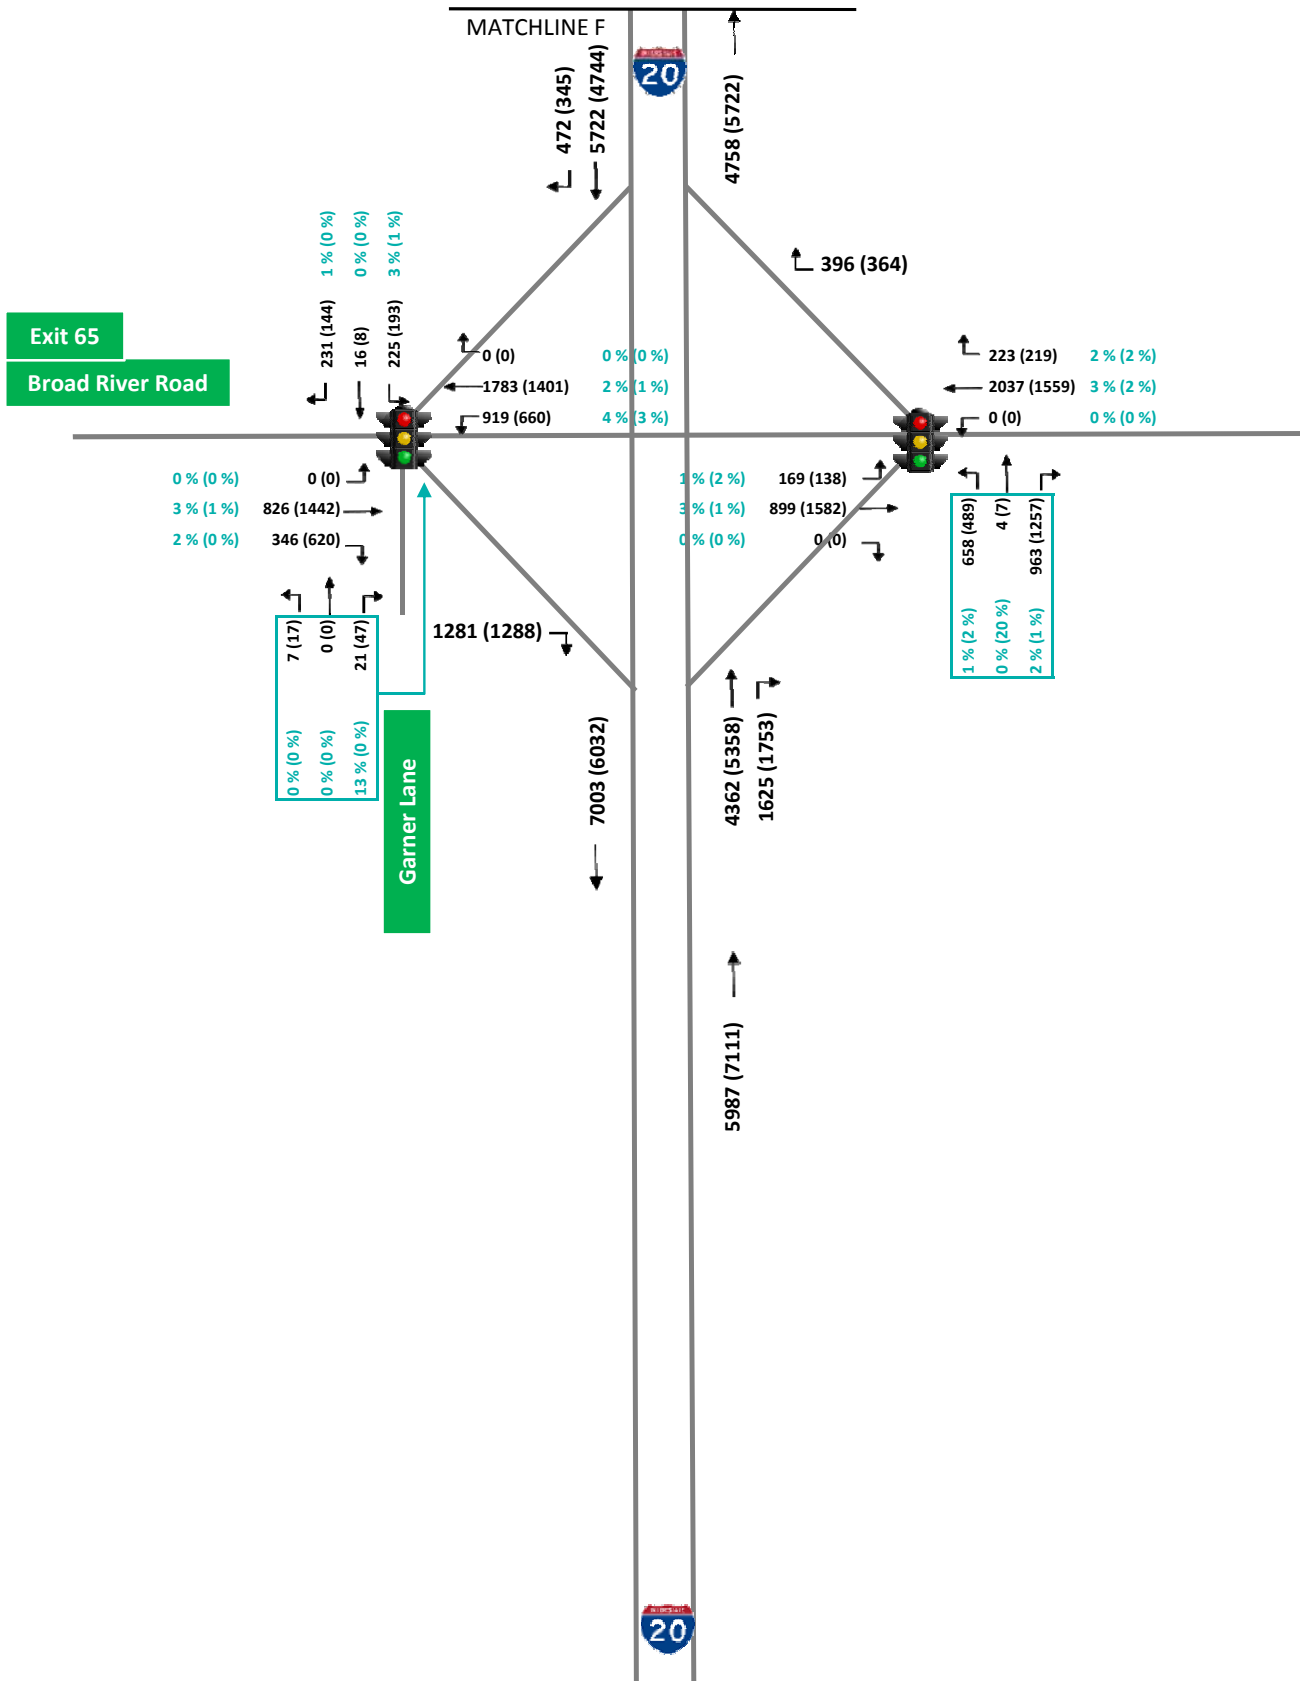 MATCHLINE F
INTERSTATE
20
472 (345)
5722 (4744)
4758 (5722)
1 % (0 %)
0 % (0 %)
3 % (1 %)
396 (364)
231 (144)
16 (8)
225 (193)
Exit 65
Broad River Road
0 (0) 0 % (0 %)
1783 (1401) 2 % (1 %)
919 (660) 4 % (3 %)
223 (219) 2 % (2 %)
2037 (1559) 3 % (2 %)
0 (0) 0 % (0 %)
0 % (0 %) 0 (0)
3 % (1 %) 826 (1442)
2 % (0 %) 346 (620)
1 % (2 %) 169 (138)
3 % (1 %) 899 (1582)
0 % (0 %) 0 (0)
658 (489)
4 (7)
963 (1257)
1 % (2 %)
0 % (20 %)
2 % (1 %)
7 (17)
0 (0)
21 (47)
0 % (0 %)
0 % (0 %)
13 % (0 %)
1281 (1288)
Garner Lane
7003 (6032)
4362 (5358)
1625 (1753)
5987 (7111)
INTERSTATE
20